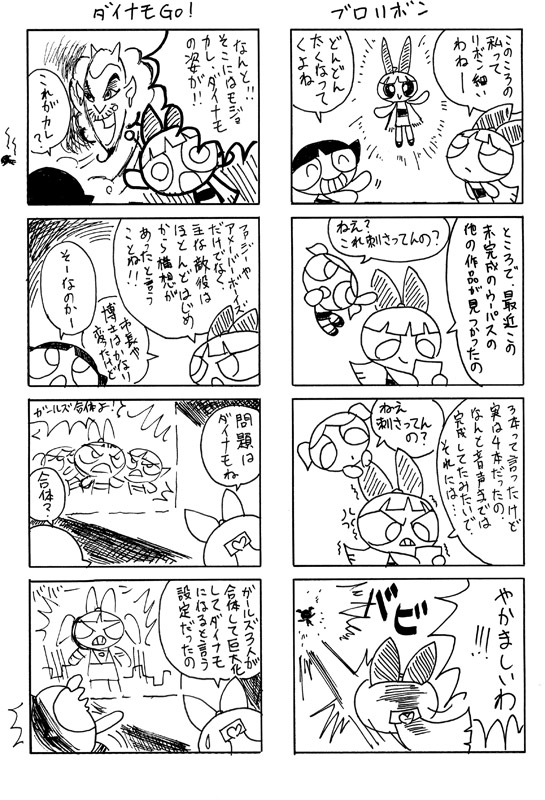 ブロリボン
このころの
私って
リボン細い
わねー
どんどん
太くなって
くよね
ところで最近この
未完成のウーパスの
他の作品が見つかったの
ねえ?
これ刺さってんの?
3本って言ったけど
実は4本だったの。
なんと音声までは
完成してたみたいで、
それには…
ねえ
刺さってん
の?
やかましいわ
!!!
バビ
ダイナモGO!
なんと!!
そこにはモジョ
カレ、ダイナモ
の姿が!!
これがカレ
?
ファジーや
アメーバボーイズ
だけでなく、
主な敵役は
ほとんどはじめ
から構想が
あったと言う
ことね!!
市長や
博士はかなり
変ったけど
そーなのかー
問題は
ダイナモね
ガールズ合体よ!と
合体?
ガールズ3人が
合体して巨大化
して、ダイナモ
になると言う
設定だったの
ババ